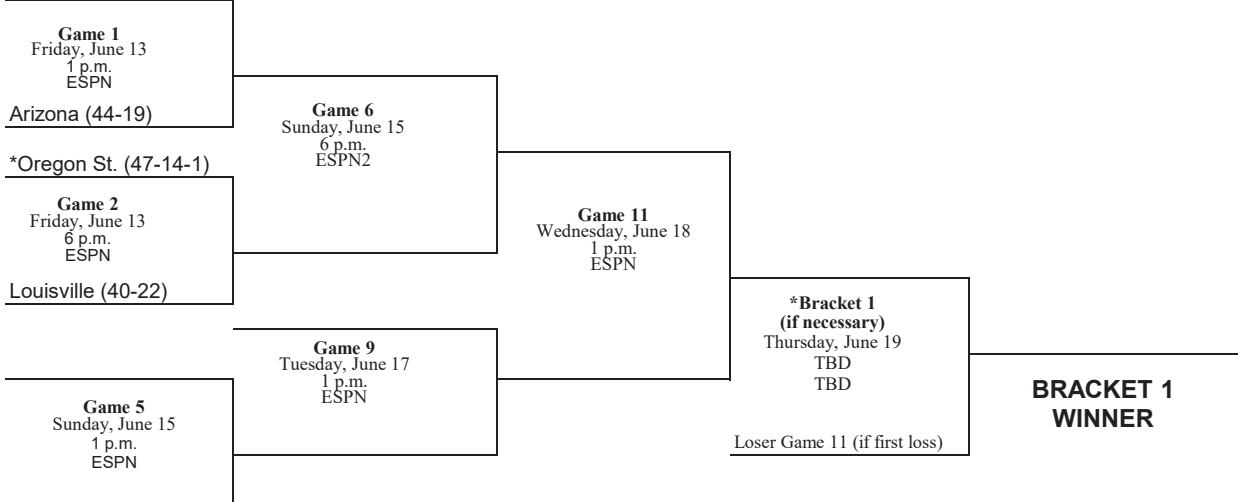 Game 1
Friday, June 13
1 p.m.
ESPN
Arizona (44-19)
*Oregon St. (47-14-1)
Game 2
Friday, June 13
6 p.m.
ESPN
Louisville (40-22)
Game 5
Sunday, June 15
1 p.m.
ESPN
Game 6
Sunday, June 15
6 p.m.
ESPN2
Game 9
Tuesday, June 17
1 p.m.
ESPN
Game 11
Wednesday, June 18
1 p.m.
ESPN
*Bracket 1
(if necessary)
Thursday, June 19
TBD
TBD
Loser Game 11 (if first loss)
BRACKET 1
WINNER